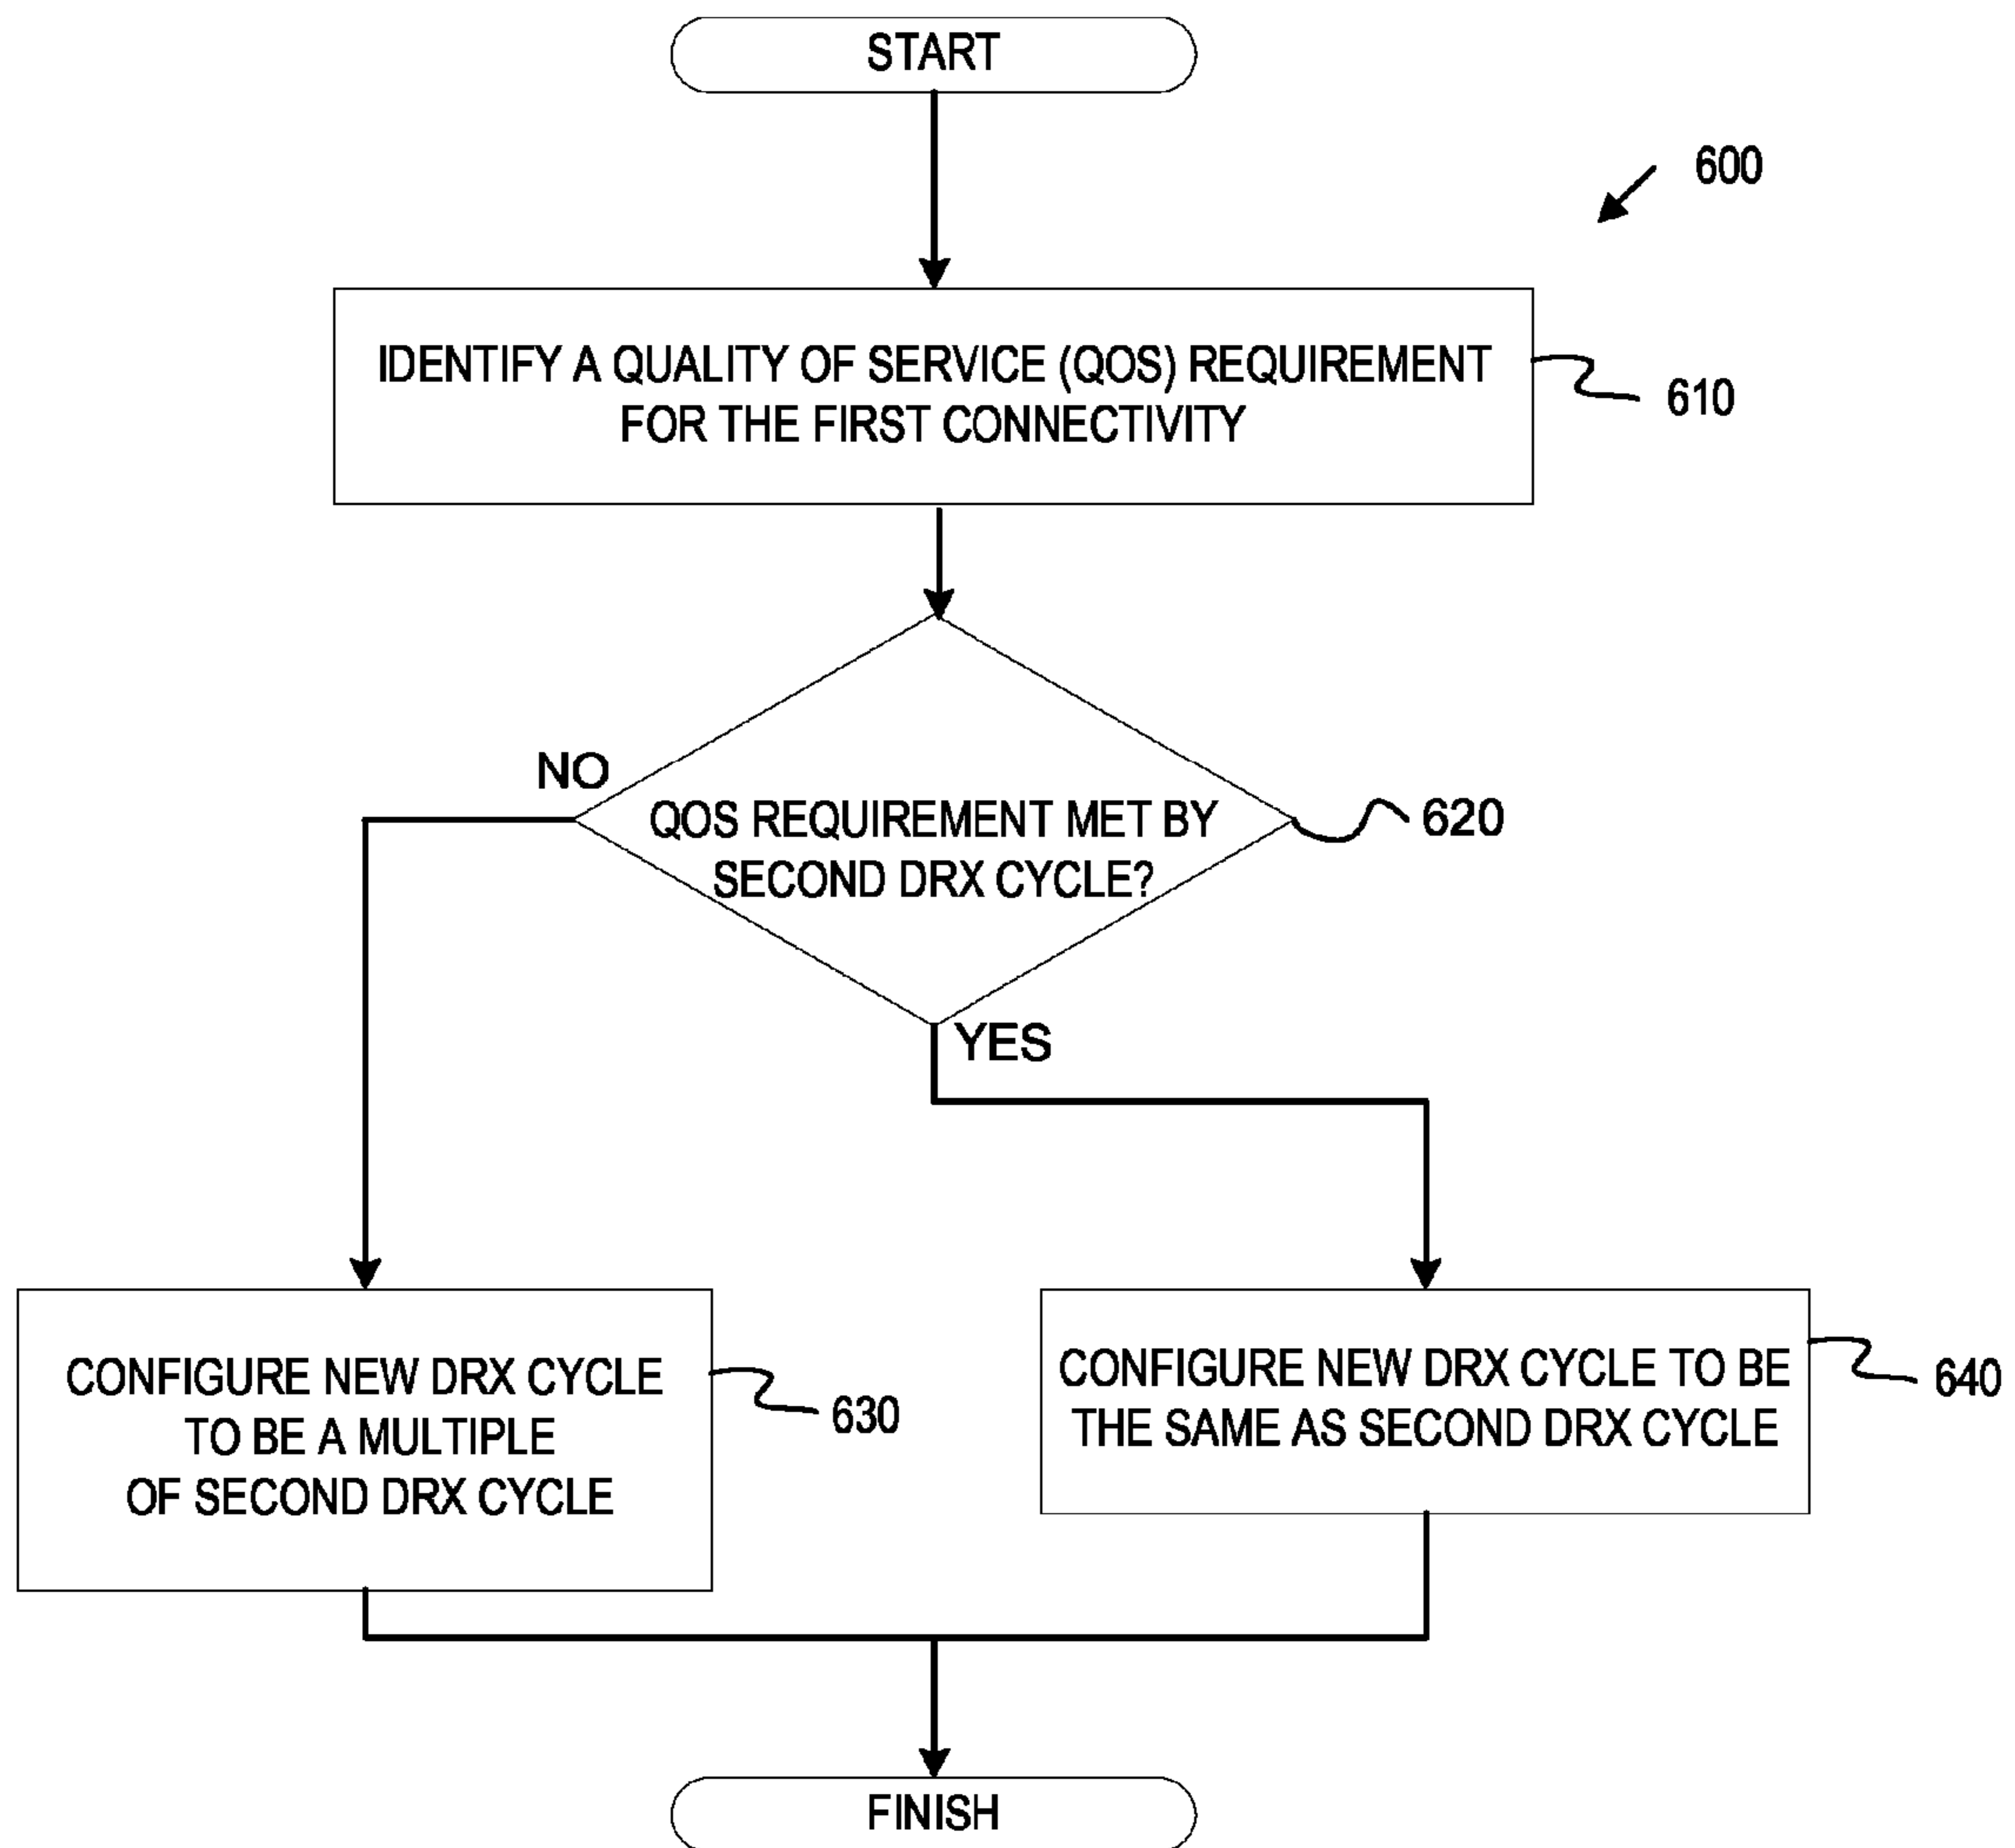 START
600
IDENTIFY A QUALITY OF SERVICE (QOS) REQUIREMENT
FOR THE FIRST CONNECTIVITY
610
NO
QOS REQUIREMENT MET BY
SECOND DRX CYCLE?
620
YES
CONFIGURE NEW DRX CYCLE
TO BE A MULTIPLE
OF SECOND DRX CYCLE
630
CONFIGURE NEW DRX CYCLE TO BE
THE SAME AS SECOND DRX CYCLE
640
FINISH